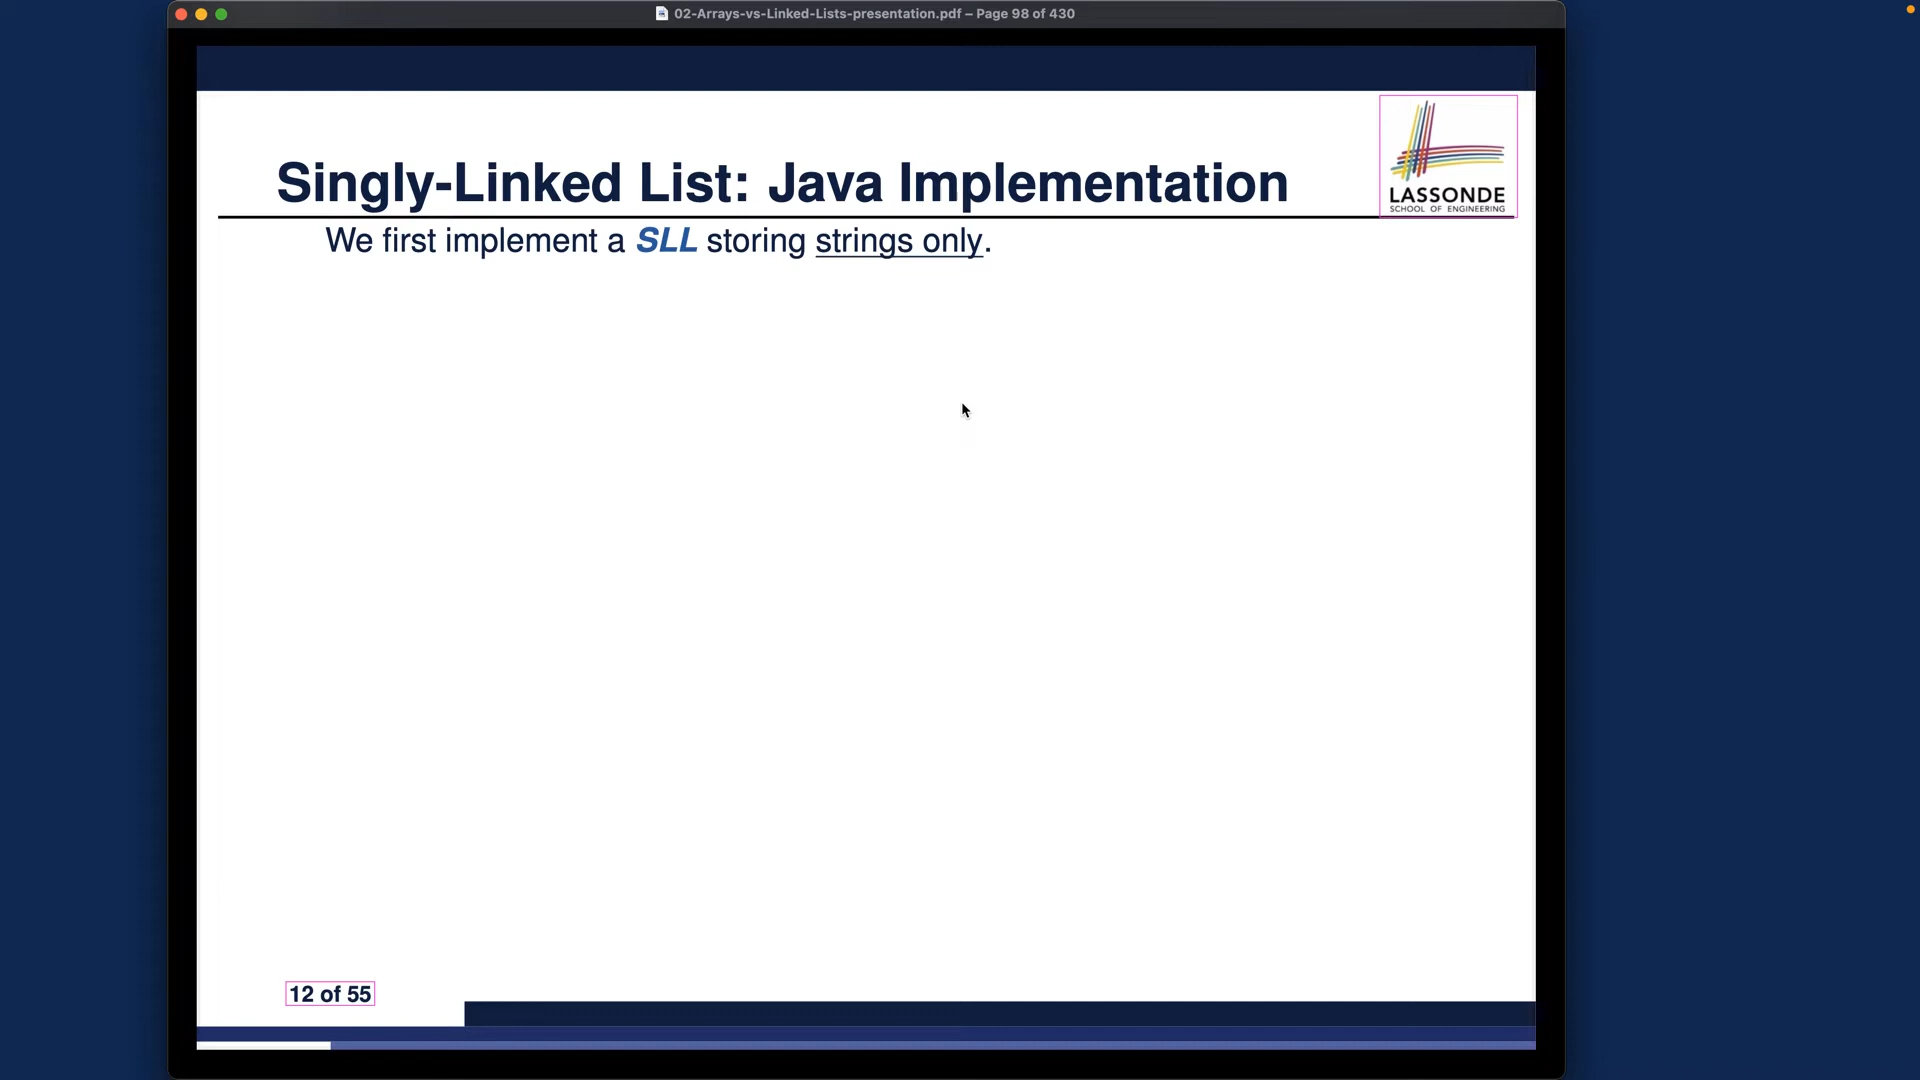 02-Arrays-vs-Linked-Lists-presentation.pdf – Page 98 of 430
Singly-Linked List: Java Implementation
LASSONDE
SCHOOL OF ENGINEERING
We first implement a SLL storing strings only.
12 of 55